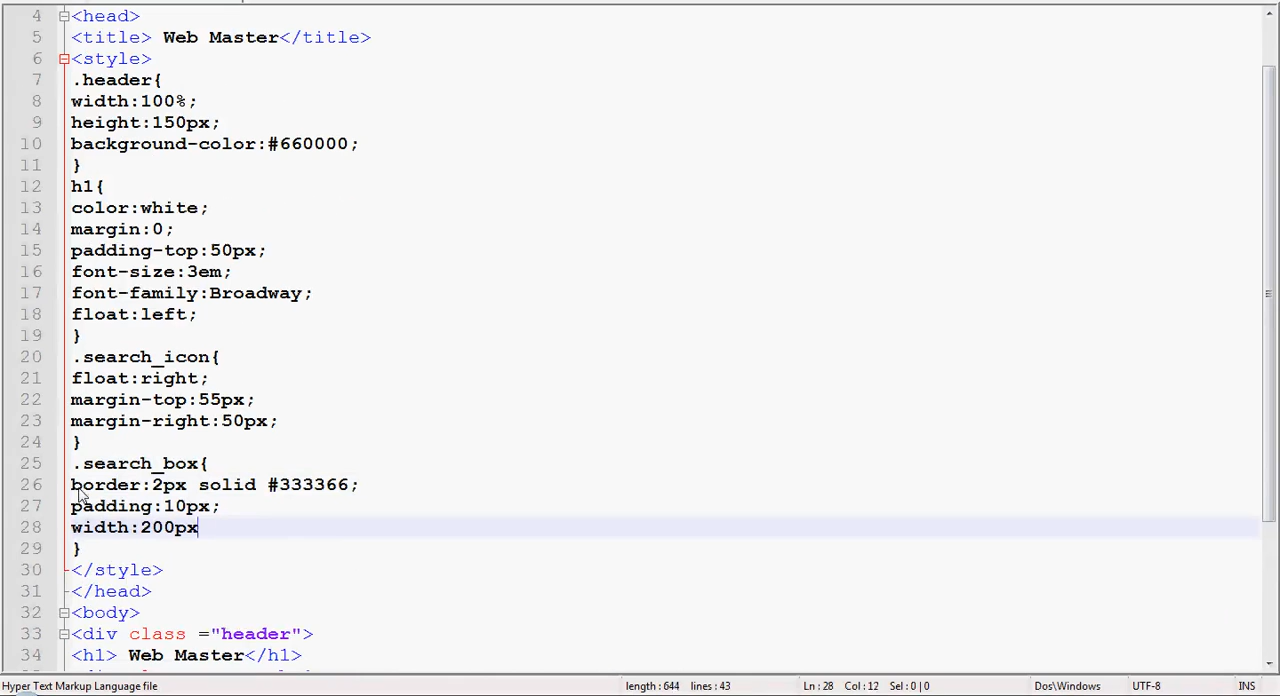 4 <head>
5 <title> Web Master</title>
6 <style>
7 .header{
8 width:100%;
9 height:150px;
10 background-color:#660000;
11 }
12 h1{
13 color:white;
14 margin:0;
15 padding-top:50px;
16 font-size:3em;
17 font-family:Broadway;
18 float:left;
19 }
20 .search_icon{
21 float:right;
22 margin-top:55px;
23 margin-right:50px;
24 }
25 .search_box{
26 border:2px solid #333366;
27 padding:10px;
28 width:200px
29 }
30 </style>
31 </head>
32 <body>
33 <div class ="header">
34 <h1> Web Master</h1>
Hyper Text Markup Language file length : 644 lines : 43 Ln : 28 Col : 12 Sel : 0 | 0 Dos\Windows UTF-8 INS